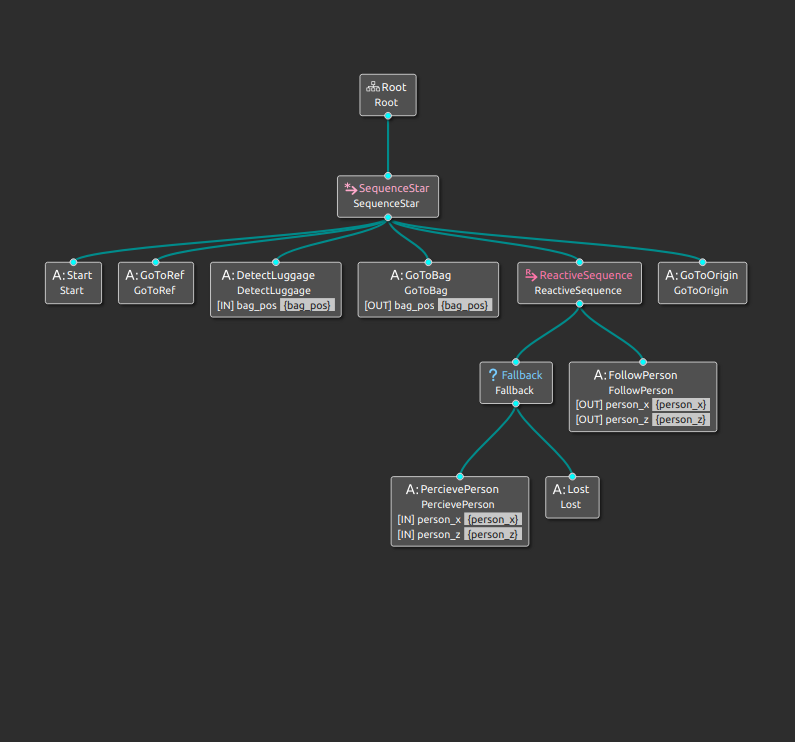 Root
Root
SequenceStar
SequenceStar
A: Start
Start
A: GoToRef
GoToRef
A: DetectLuggage
DetectLuggage
[IN] bag_pos {bag_pos}
A: GoToBag
GoToBag
[OUT] bag_pos {bag_pos}
R ReactiveSequence
ReactiveSequence
A: GoToOrigin
GoToOrigin
? Fallback
Fallback
A: FollowPerson
FollowPerson
[OUT] person_x {person_x}
[OUT] person_z {person_z}
A: PercievePerson
PercievePerson
[IN] person_x {person_x}
[IN] person_z {person_z}
A: Lost
Lost